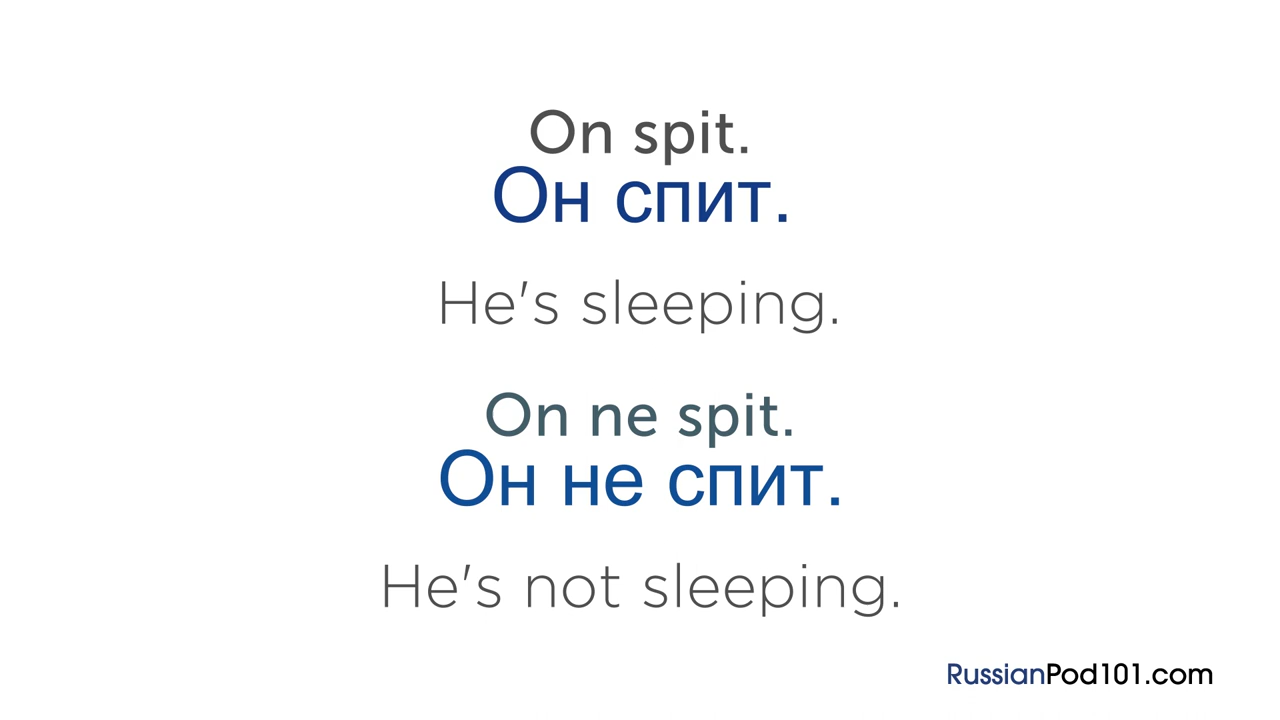 On spit.
Он спит.
He's sleeping.
On ne spit.
Он не спит.
He's not sleeping.
RussianPod101.com